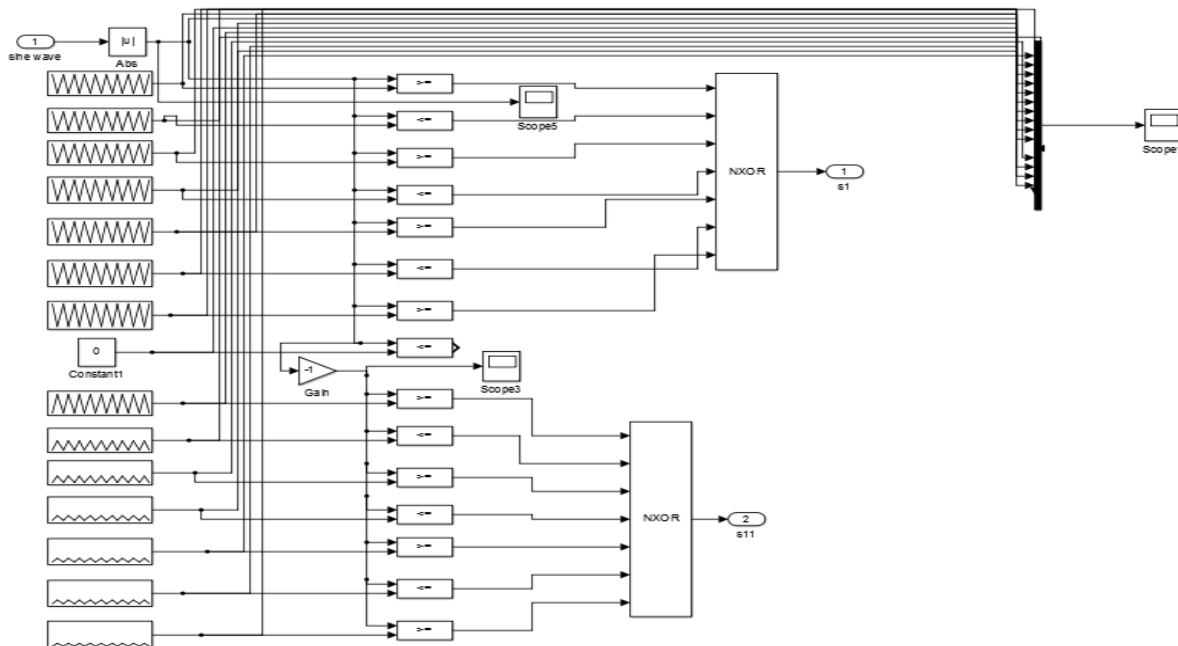 1
sine wave
|u|
Abs
>=
Scope5
<=
>=
<=
>=
<=
>=
NXOR
1
s1
Scope
0
Constant1
<=
-1
Gain
Scope3
>=
<=
>=
<=
>=
<=
>=
NXOR
2
s11